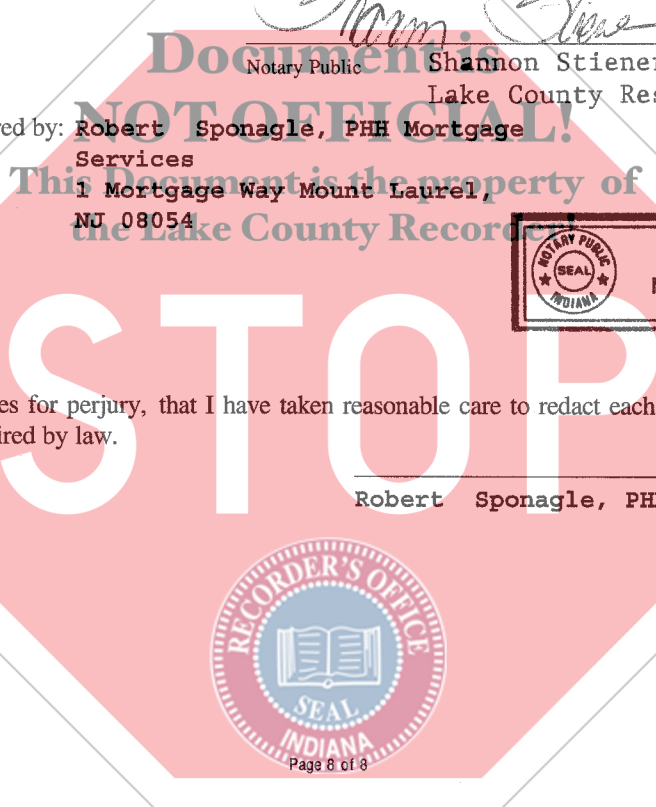 Document is
Notary Public Shannon Stiener
Lake County Res
NOT OFFICIAL!
red by: Robert Sponagle, PHH Mortgage
Services
This Document is the property of
1 Mortgage Way Mount Laurel,
NJ 08054
the Lake County Recorder!
NOTARY PUBLIC
SEAL
INDIANA
STOP
es for perjury, that I have taken reasonable care to redact each
ired by law.
Robert Sponagle, PH
RECORDER'S OFFICE
SEAL
INDIANA
Page 8 of 8